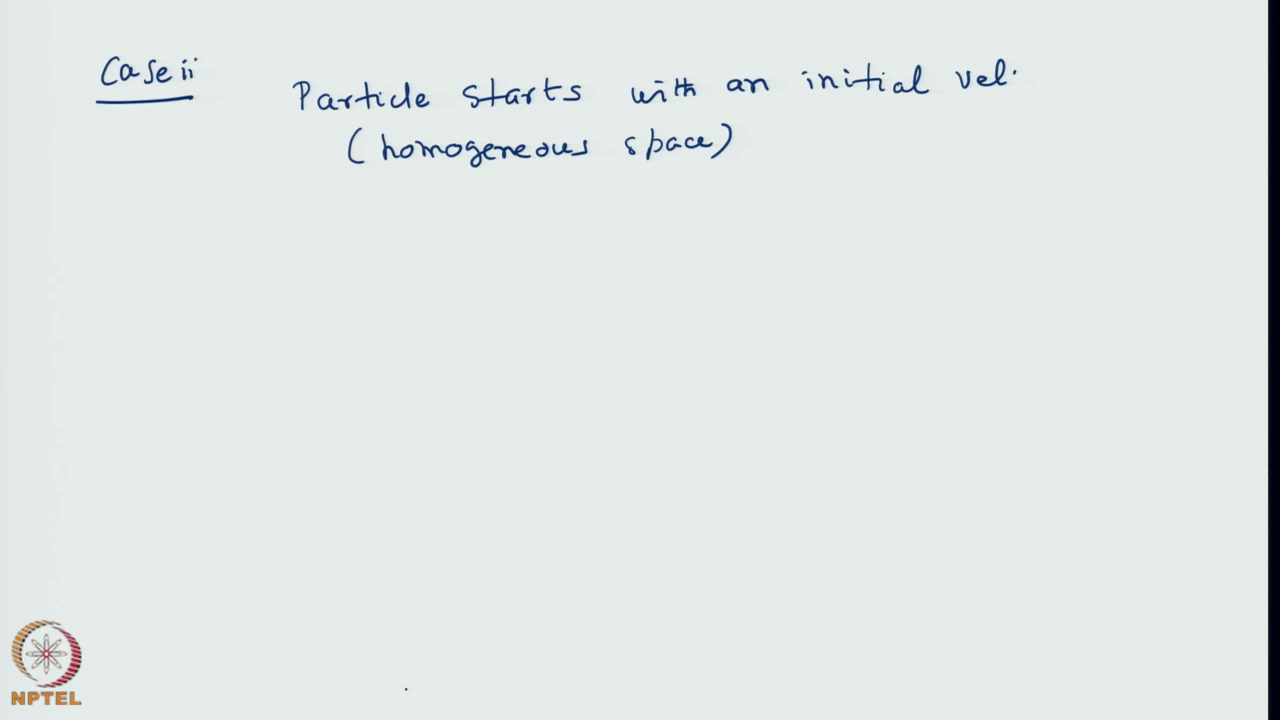 Case ii
Particle starts with an initial vel.
(homogeneous space)
NPTEL